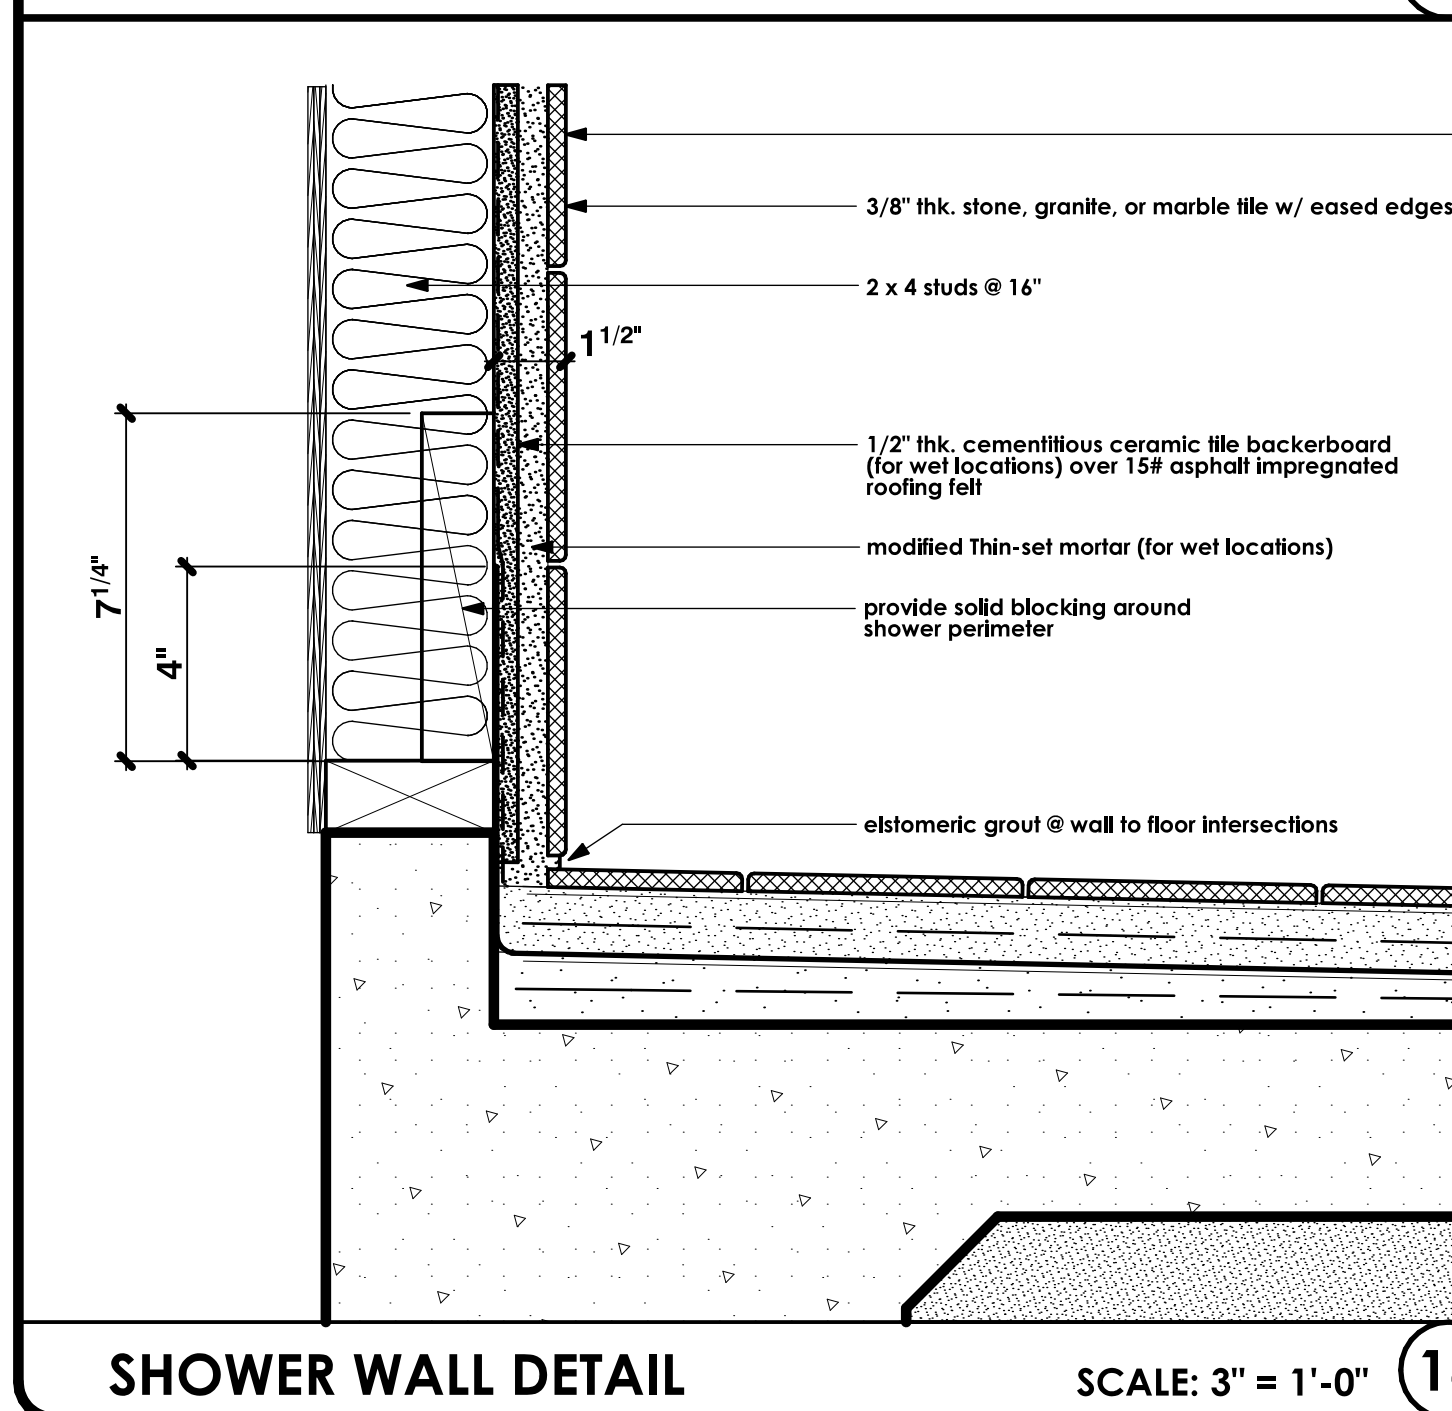 3/8" thk. stone, granite, or marble tile w/ eased edges
2 x 4 studs @ 16"
1 1/2"
1/2" thk. cementitious ceramic tile backerboard
(for wet locations) over 15# asphalt impregnated
roofing felt
modified Thin-set mortar (for wet locations)
7 1/4"
4"
provide solid blocking around
shower perimeter
elstomeric grout @ wall to floor intersections
SHOWER WALL DETAIL
SCALE: 3" = 1'-0"